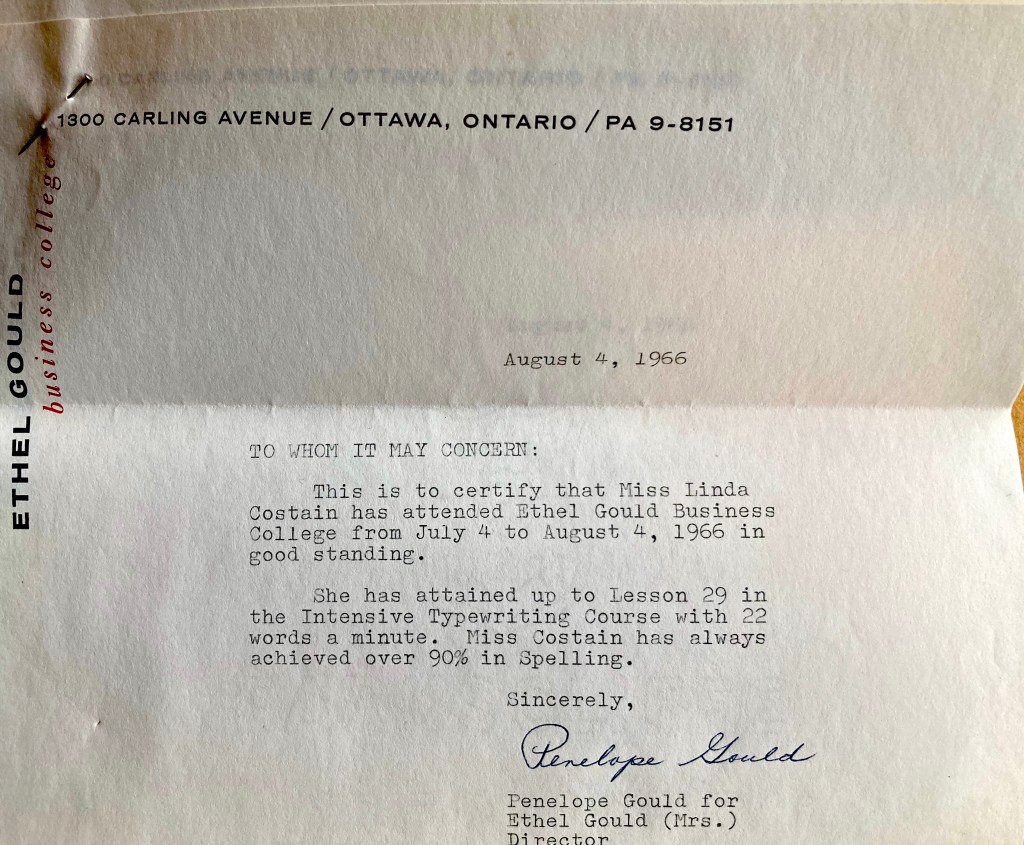 1300 CARLING AVENUE / OTTAWA, ONTARIO / PA 9-8151
ETHEL GOULD
business college
August 4, 1966
TO WHOM IT MAY CONCERN:
This is to certify that Miss Linda
Costain has attended Ethel Gould Business
College from July 4 to August 4, 1966 in
good standing.
She has attained up to Lesson 29 in
the Intensive Typewriting Course with 22
words a minute.  Miss Costain has always
achieved over 90% in Spelling.
Sincerely,
Penelope Gould
Penelope Gould for
Ethel Gould (Mrs.)
Director